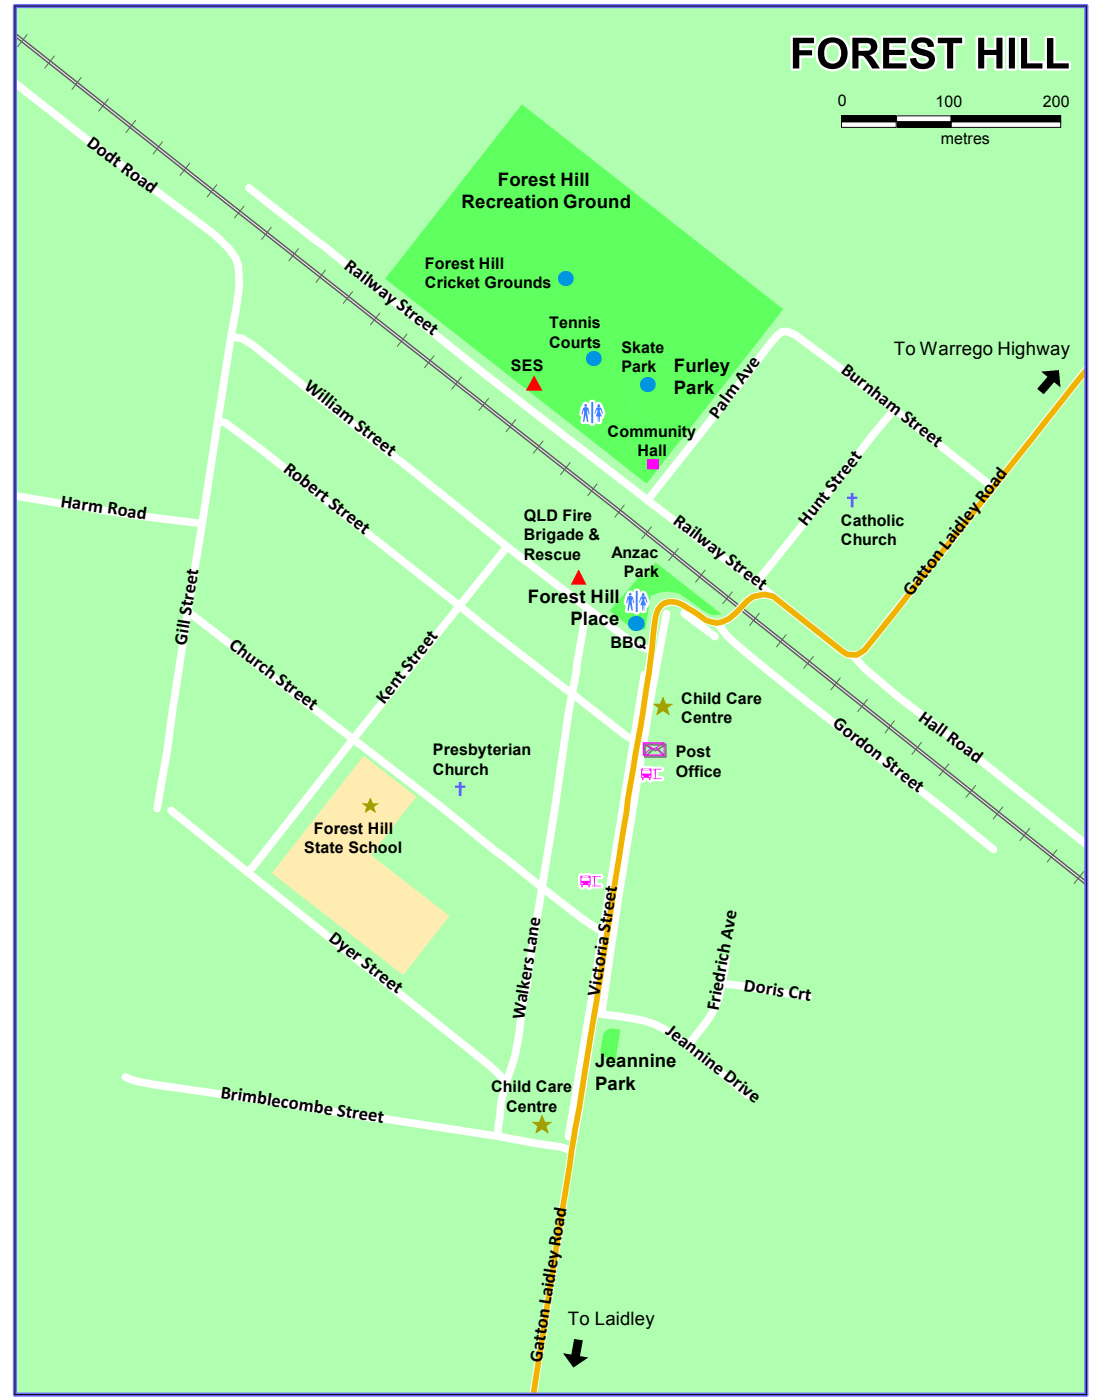 FOREST HILL
0 100 200
metres
Dodt Road
Forest Hill
Recreation Ground
Railway Street
Forest Hill
Cricket Grounds
Tennis
Courts
Skate
Park
SES
Furley
Park
To Warrego Highway
Palm Ave
Burnham Street
William Street
Community
Hall
Robert Street
Hunt Street
Gatton Laidley Road
Harm Road
QLD Fire
Brigade &
Rescue
Anzac
Park
Railway Street
Catholic
Church
Forest Hill
Place
BBQ
Gill Street
Church Street
Kent Street
Child Care
Centre
Hall Road
Gordon Street
Post
Office
Presbyterian
Church
Forest Hill
State School
Dyer Street
Walkers Lane
Victoria Street
Friedrich Ave
Doris Crt
Jeannine Drive
Jeannine
Park
Child Care
Centre
Brimblecombe Street
Gatton Laidley Road
To Laidley